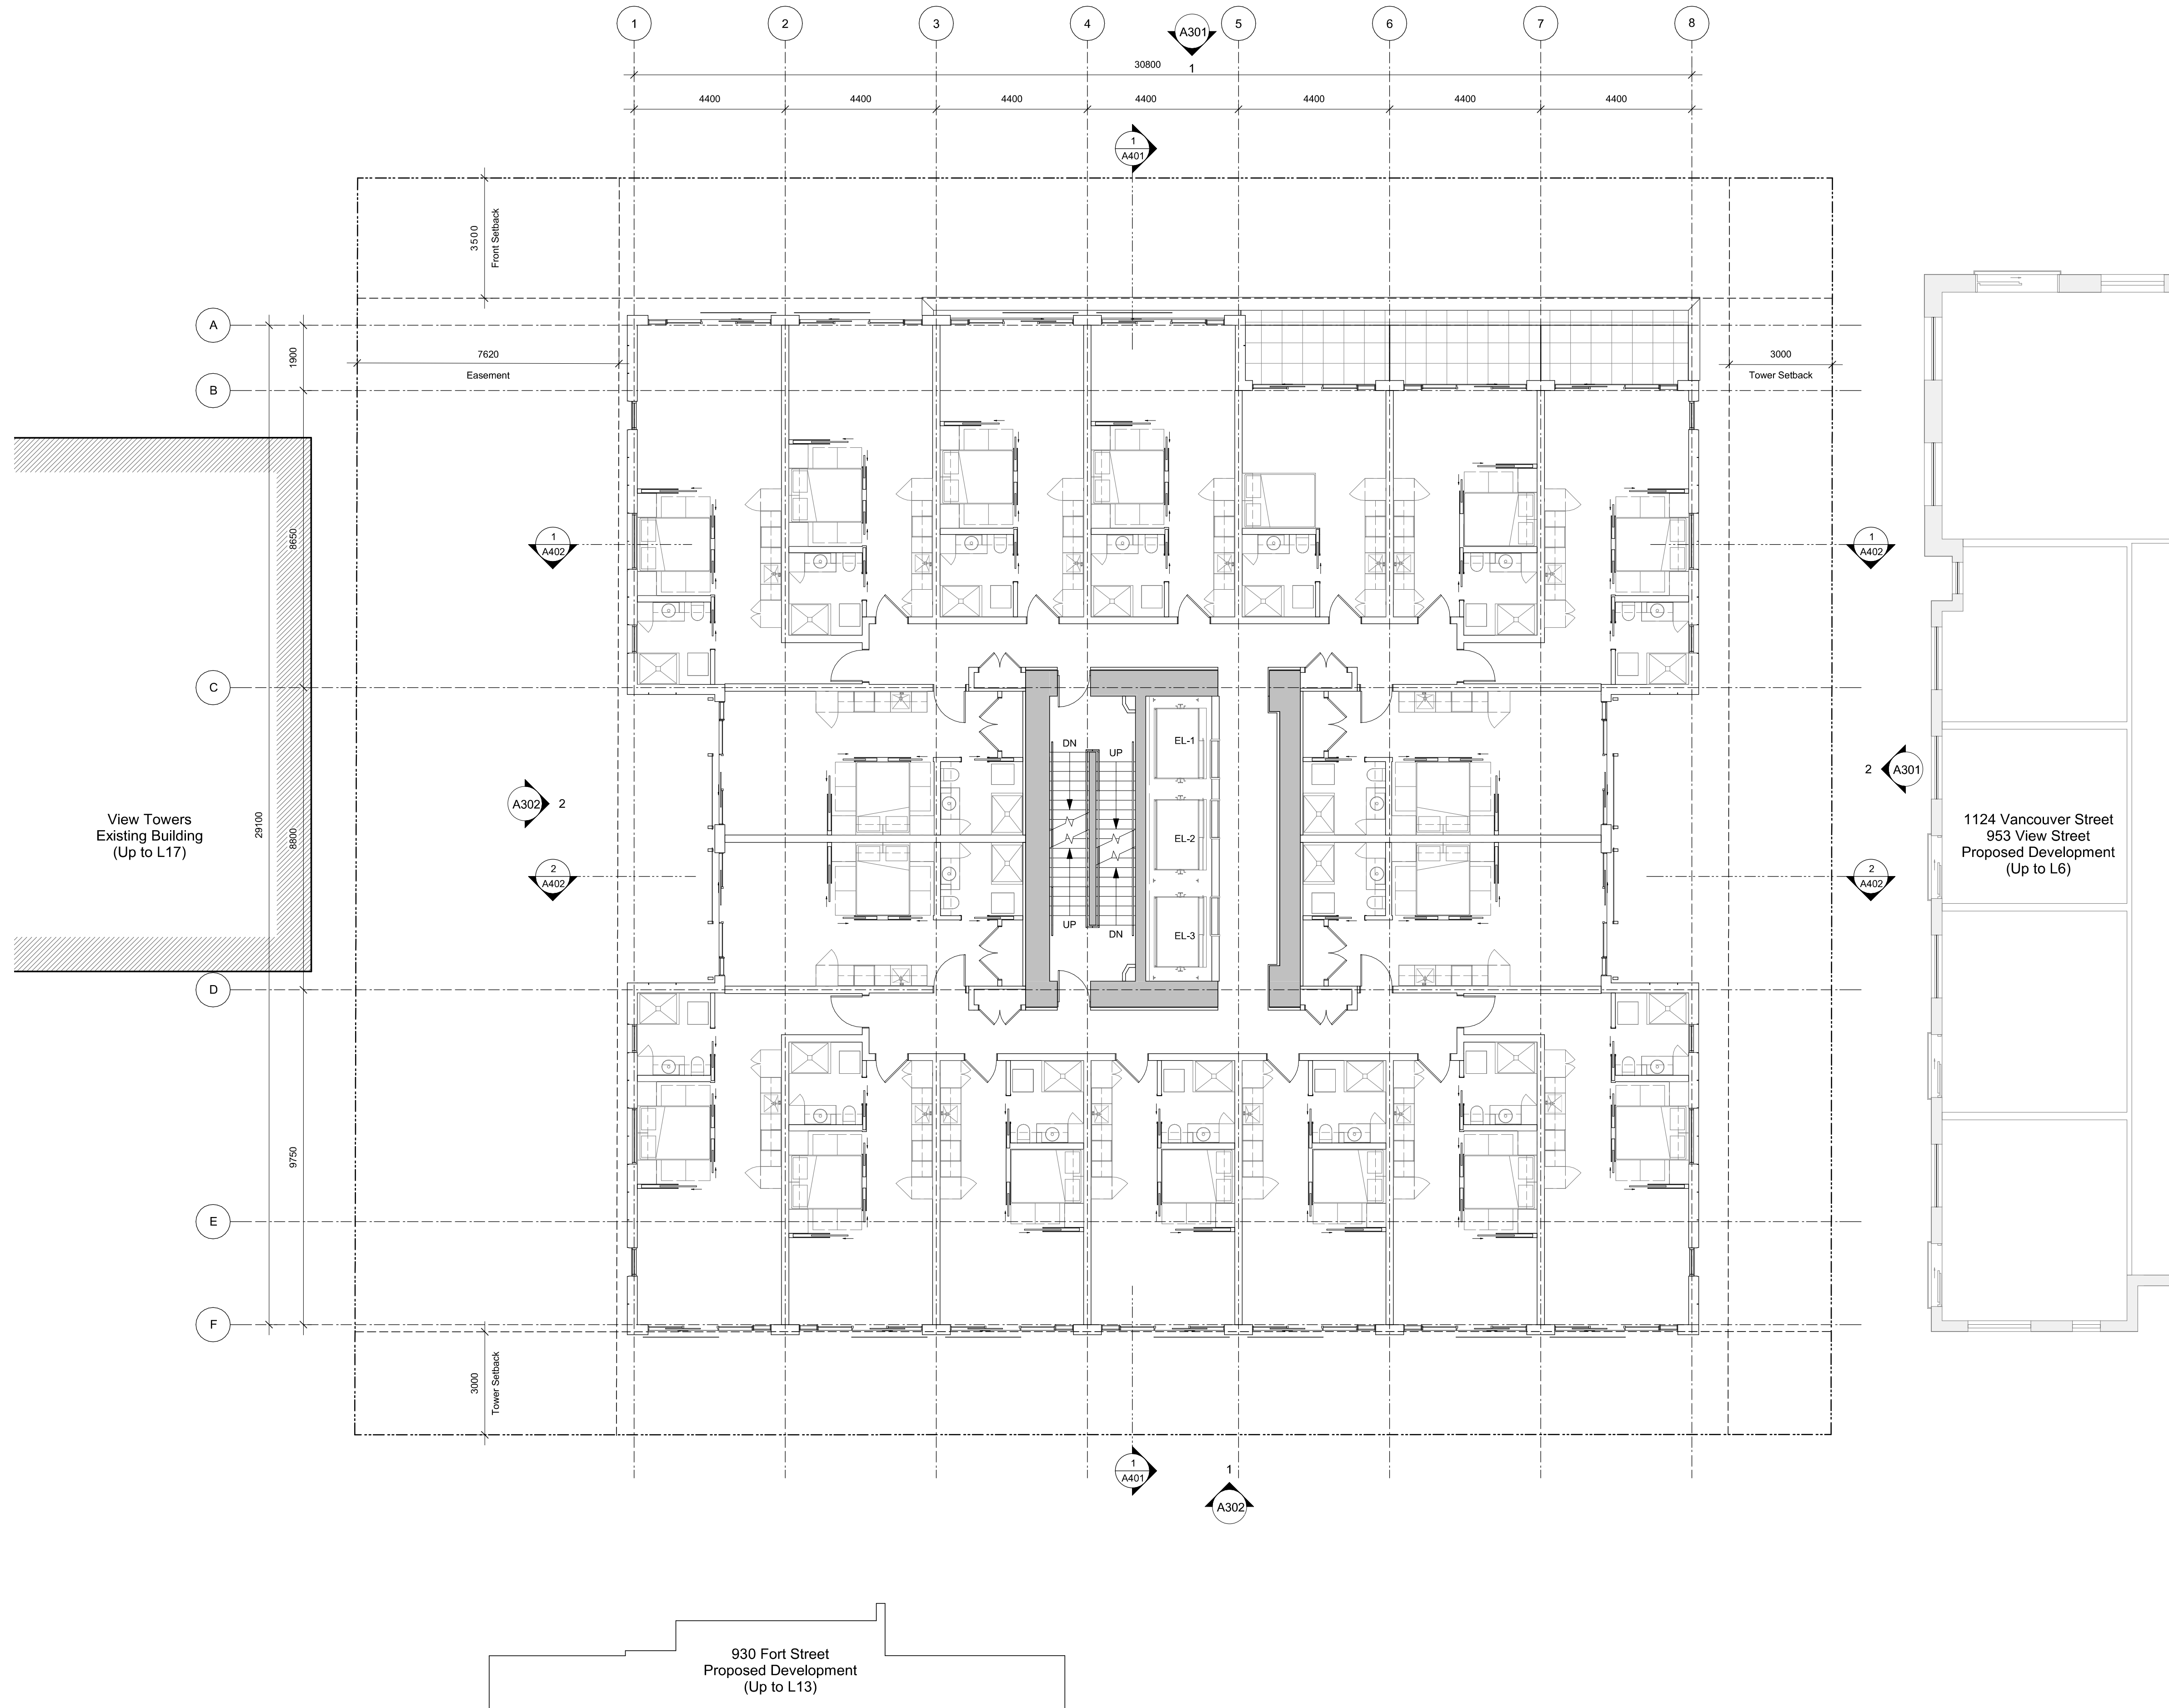 1 2 3 4 5 6 7 8
A301
1
30800
4400 4400 4400 4400 4400 4400 4400
1
A401
3500
Front Setback
A
1900
7620
Easement
3000
Tower Setback
B
8650
1
A402
1
A402
C
DN
UP
EL-1
A302 2
2 A301
View Towers
Existing Building
(Up to L17)
29100
8800
EL-2
1124 Vancouver Street
953 View Street
Proposed Development
(Up to L6)
2
A402
2
A402
UP
DN
EL-3
D
9750
E
F
3000
Tower Setback
1
A401
1
A302
930 Fort Street
Proposed Development
(Up to L13)